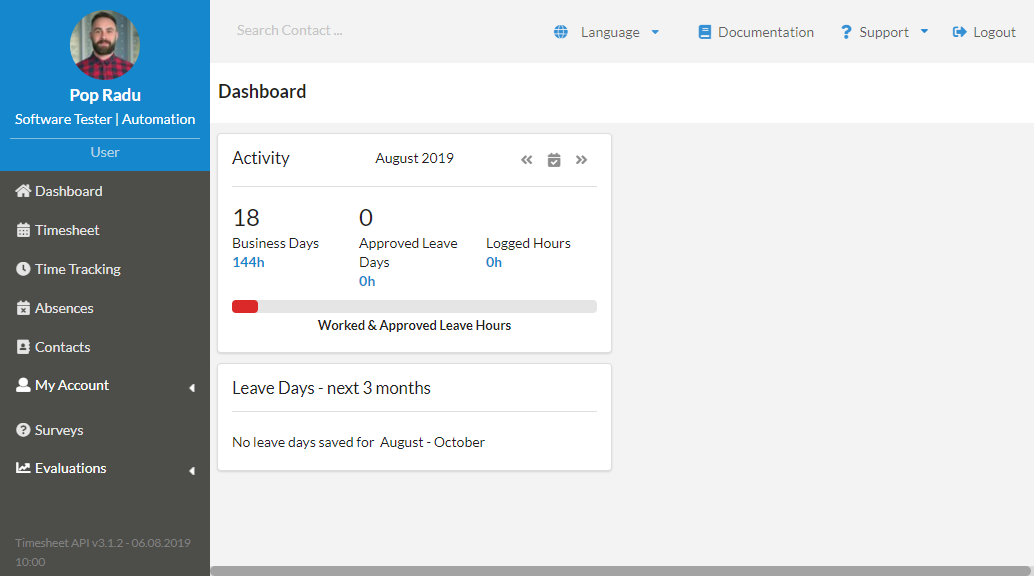 Pop Radu
Software Tester | Automation
User
Dashboard
Timesheet
Time Tracking
Absences
Contacts
My Account
Surveys
Evaluations
Timesheet API v3.1.2 - 06.08.2019
10:00
Search Contact ...
Language
Documentation
Support
Logout
Dashboard
Activity
August 2019
18
Business Days
144h
0
Approved Leave
Days
0h
Logged Hours
0h
Worked & Approved Leave Hours
Leave Days - next 3 months
No leave days saved for August - October